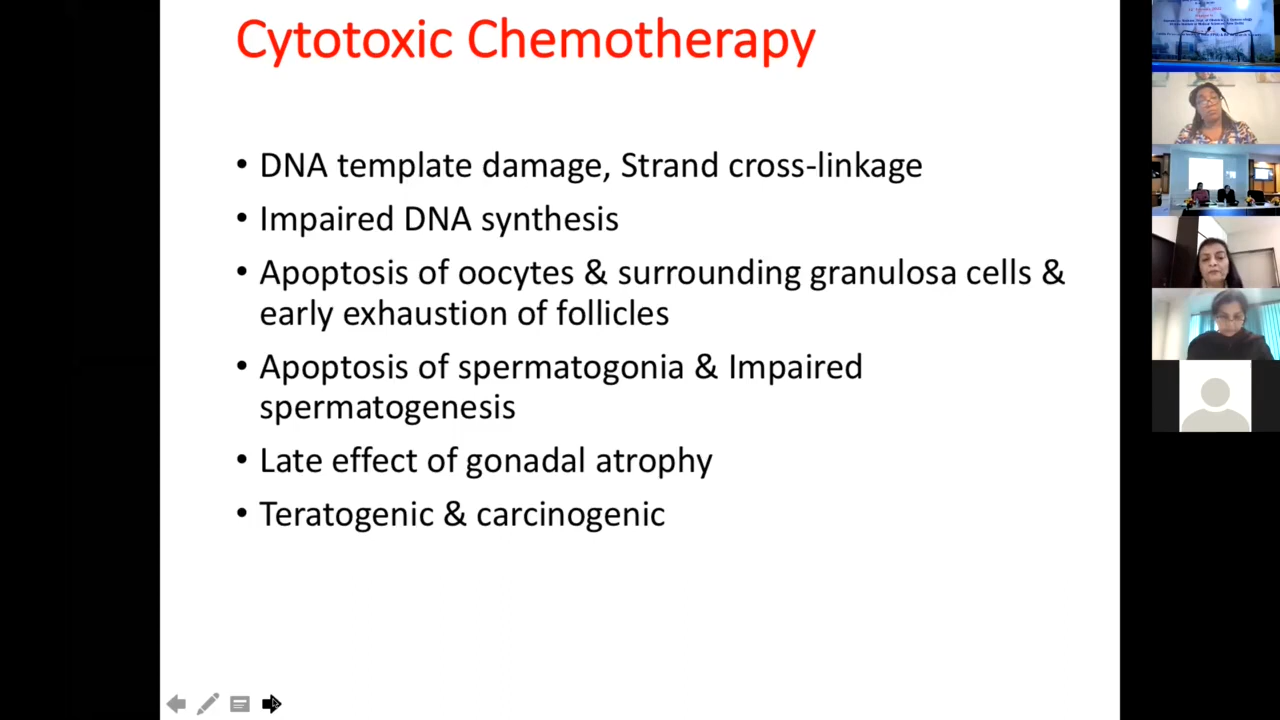 Cytotoxic Chemotherapy
• DNA template damage, Strand cross-linkage
• Impaired DNA synthesis
• Apoptosis of oocytes & surrounding granulosa cells &
early exhaustion of follicles
• Apoptosis of spermatogonia & Impaired
spermatogenesis
• Late effect of gonadal atrophy
• Teratogenic & carcinogenic